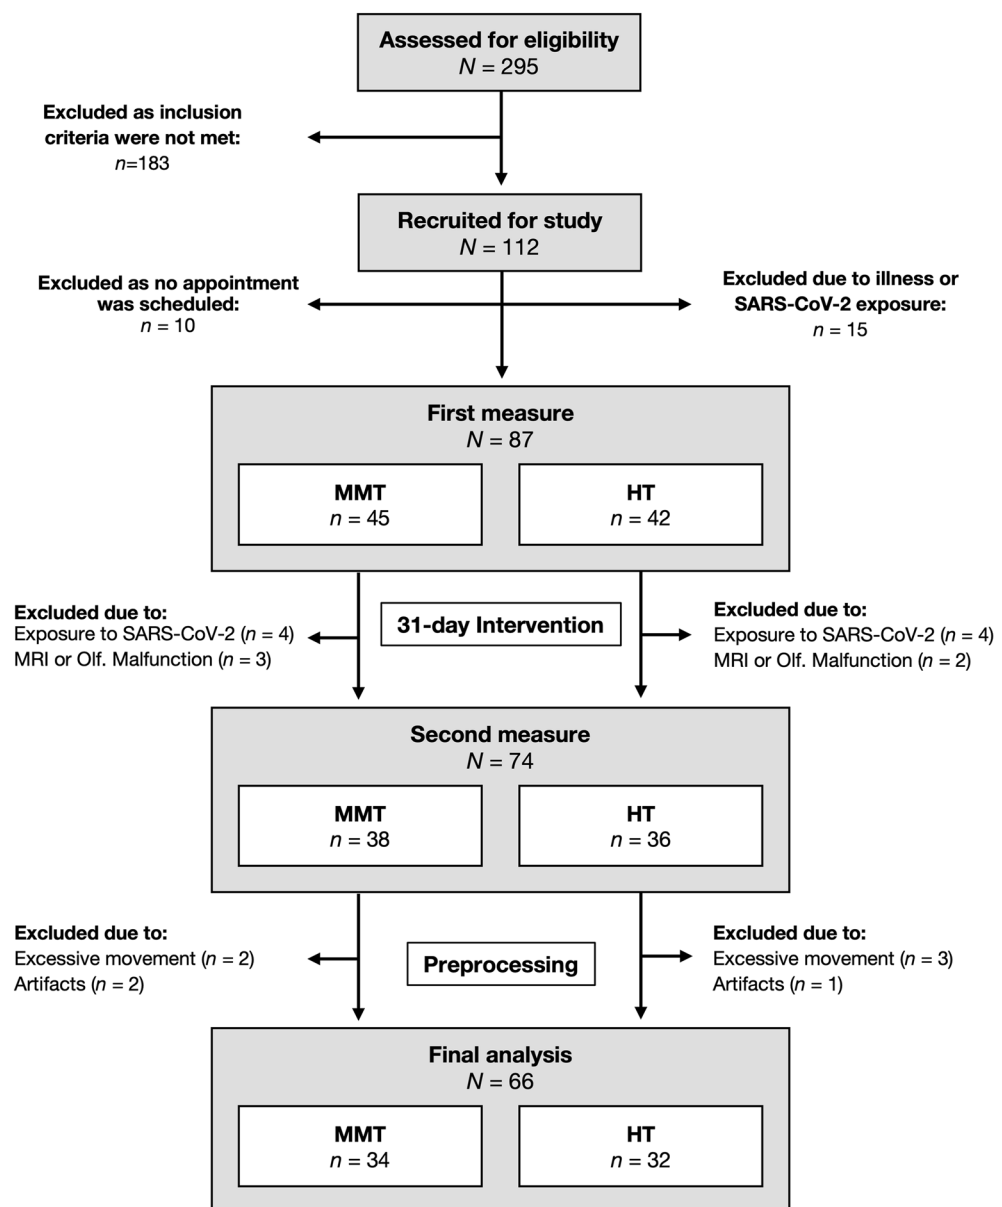 Assessed for eligibility
N = 295
Excluded as inclusion
criteria were not met:
n=183
Recruited for study
N = 112
Excluded as no appointment
was scheduled:
n = 10
Excluded due to illness or
SARS-CoV-2 exposure:
n = 15
First measure
N = 87
MMT
n = 45
HT
n = 42
Excluded due to:
Exposure to SARS-CoV-2 (n = 4)
MRI or Olf. Malfunction (n = 3)
31-day Intervention
Excluded due to:
Exposure to SARS-CoV-2 (n = 4)
MRI or Olf. Malfunction (n = 2)
Second measure
N = 74
MMT
n = 38
HT
n = 36
Excluded due to:
Excessive movement (n = 2)
Artifacts (n = 2)
Preprocessing
Excluded due to:
Excessive movement (n = 3)
Artifacts (n = 1)
Final analysis
N = 66
MMT
n = 34
HT
n = 32